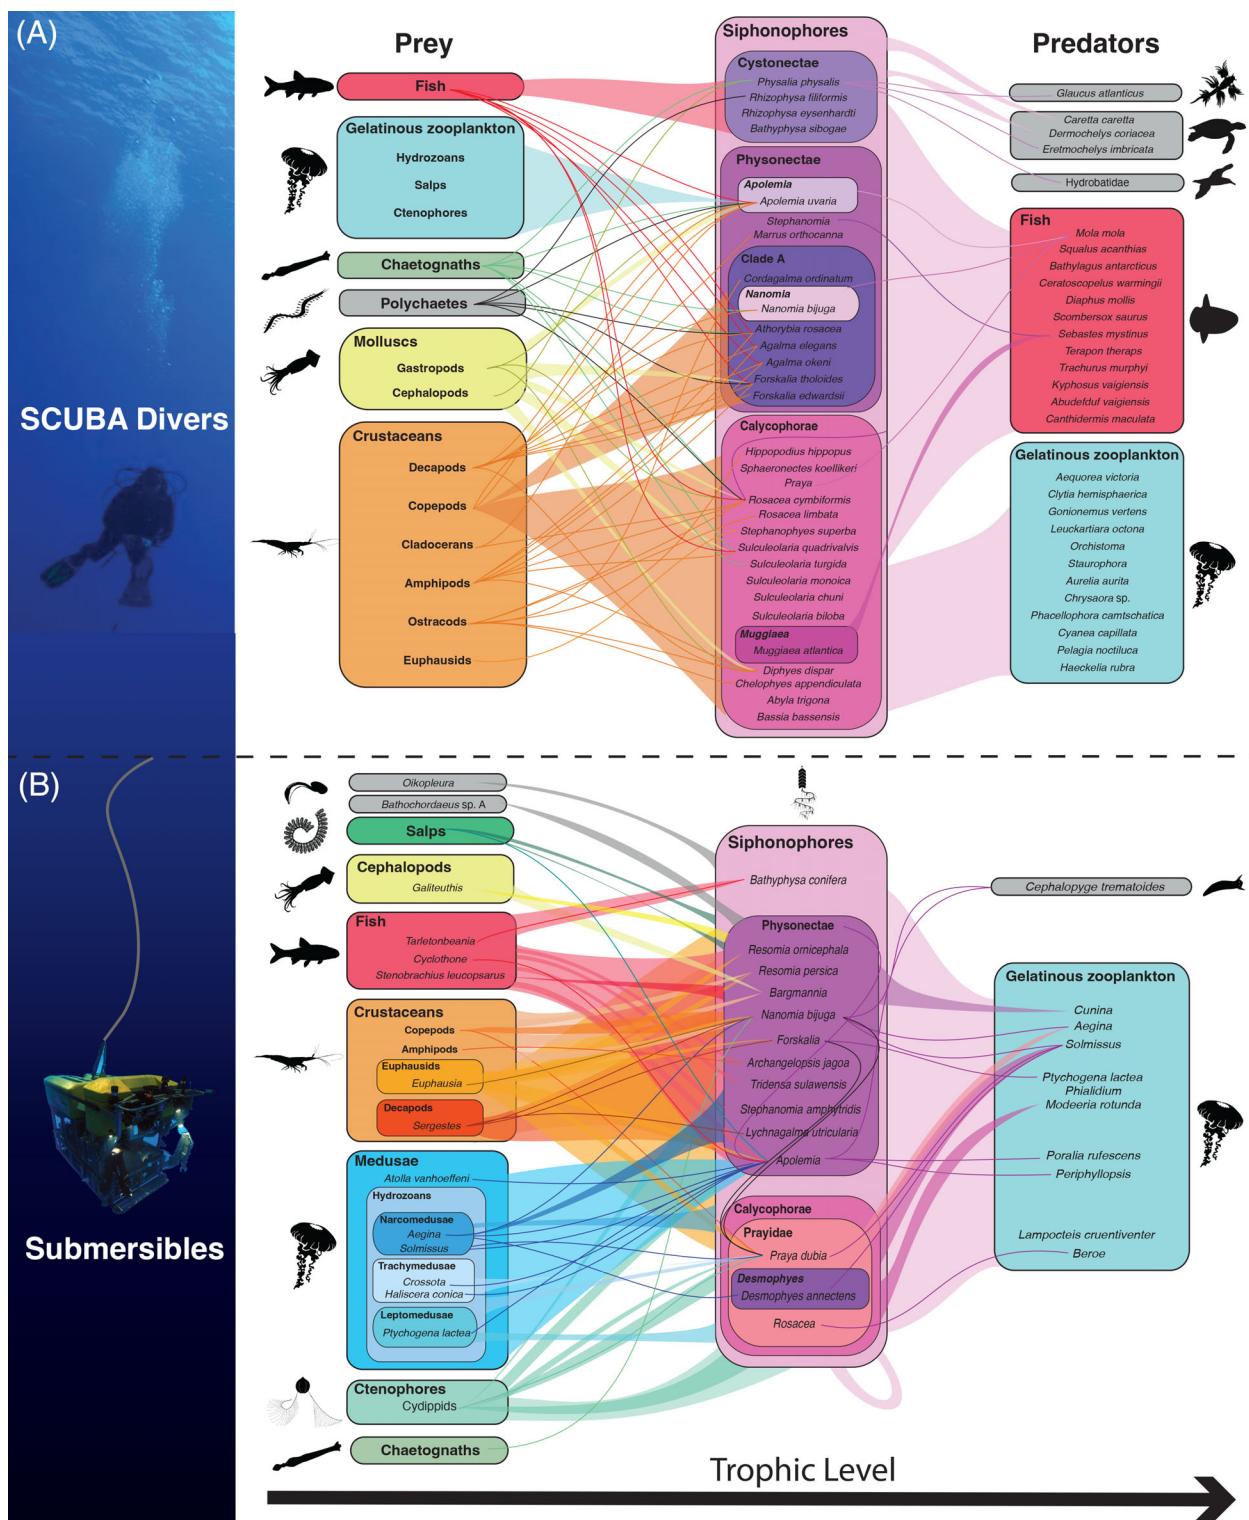 (A)
SCUBA Divers
Prey
Fish
Gelatinous zooplankton
Hydrozoans
Salps
Ctenophores
Chaetognaths
Polychaetes
Molluscs
Gastropods
Cephalopods
Crustaceans
Decapods
Copepods
Cladocerans
Amphipods
Ostracods
Euphausids
Siphonophores
Cystonectae
Physalia physalis
Rhizophysa filiformis
Rhizophysa eysenhardti
Bathyphysa sibogae
Physonectae
Apolemia
Apolemia uvaria
Stephanomia
Marrus orthocanna
Clade A
Cordagalma ordinatum
Nanomia
Nanomia bijuga
Athorybia rosacea
Agalma elegans
Agalma okeni
Forskalia tholoides
Forskalia edwardsii
Calycophorae
Hippopodius hippopus
Sphaeronectes koellikeri
Praya
Rosacea cymbiformis
Rosacea limbata
Stephanophyes superba
Sulculeolaria quadrivalvis
Sulculeolaria turgida
Sulculeolaria monoica
Sulculeolaria chuni
Sulculeolaria biloba
Muggiaea
Muggiaea atlantica
Diphyes dispar
Chelophyes appendiculata
Abyla trigona
Bassia bassensis
Predators
Glaucus atlanticus
Caretta caretta
Dermochelys coriacea
Eretmochelys imbricata
Hydrobatidae
Fish
Mola mola
Squalus acanthias
Bathylagus antarcticus
Ceratoscopelus warmingii
Diaphus mollis
Scombersox saurus
Sebastes mystinus
Terapon theraps
Trachurus murphyi
Kyphosus vaigiensis
Abudefduf vaigiensis
Canthidermis maculata
Gelatinous zooplankton
Aequorea victoria
Clytia hemisphaerica
Gonionemus vertens
Leuckartiara octona
Orchistoma
Staurophora
Aurelia aurita
Chrysaora sp.
Phacellophora camtschatica
Cyanea capillata
Pelagia noctiluca
Haeckelia rubra
(B)
Submersibles
Oikopleura
Bathochordaeus sp. A
Salps
Cephalopods
Galiteuthis
Fish
Tarletonbeania
Cyclothone
Stenobrachius leucopsarus
Crustaceans
Copepods
Amphipods
Euphausids
Euphausia
Decapods
Sergestes
Medusae
Atolla vanhoeffeni
Hydrozoans
Narcomedusae
Aegina
Solmissus
Trachymedusae
Crossota
Haliscera conica
Leptomedusae
Ptychogena lactea
Ctenophores
Cydippids
Chaetognaths
Siphonophores
Bathyphysa conifera
Physonectae
Resomia ornicephala
Resomia persica
Bargmannia
Nanomia bijuga
Forskalia
Archangelopsis jagoa
Tridensa sulawensis
Stephanomia amphytridis
Lychnagalma utricularia
Apolemia
Calycophorae
Prayidae
Praya dubia
Desmophyes
Desmophyes annectens
Rosacea
Cephalopyge trematoides
Gelatinous zooplankton
Cunina
Aegina
Solmissus
Ptychogena lactea
Phialidium
Modeeria rotunda
Poralia rufescens
Periphyllopsis
Lampocteis cruentiventer
Beroe
Trophic Level